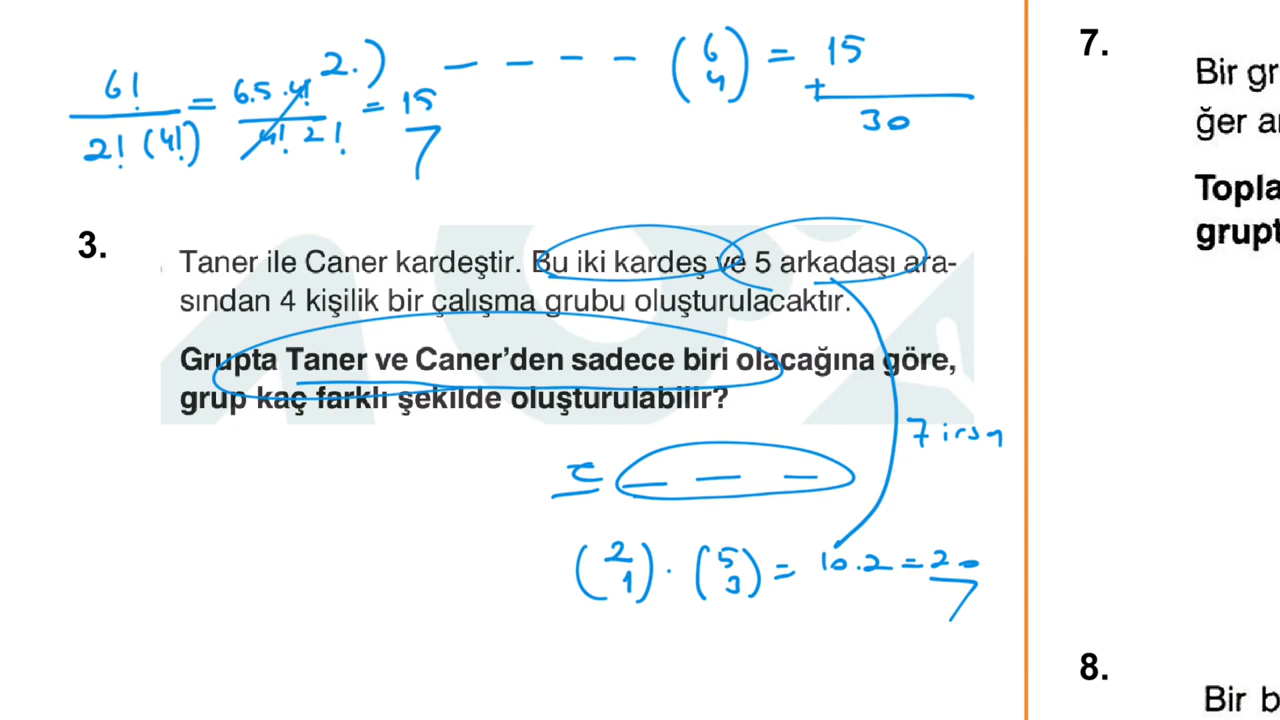 6! / 2! (4!) = 6.5.4! / 4! 2! = 15
2.) _ _ _ _ (6 4) = 15
+
30
3.
Taner ile Caner kardeştir. Bu iki kardeş ve 5 arkadaşı ara-
sından 4 kişilik bir çalışma grubu oluşturulacaktır.
Grupta Taner ve Caner'den sadece biri olacağına göre,
grup kaç farklı şekilde oluşturulabilir?
_ _ _
(2 1) . (5 3) = 10.2 = 20
7.
Bir gr
ğer a
Topla
grupt
8.
Bir b